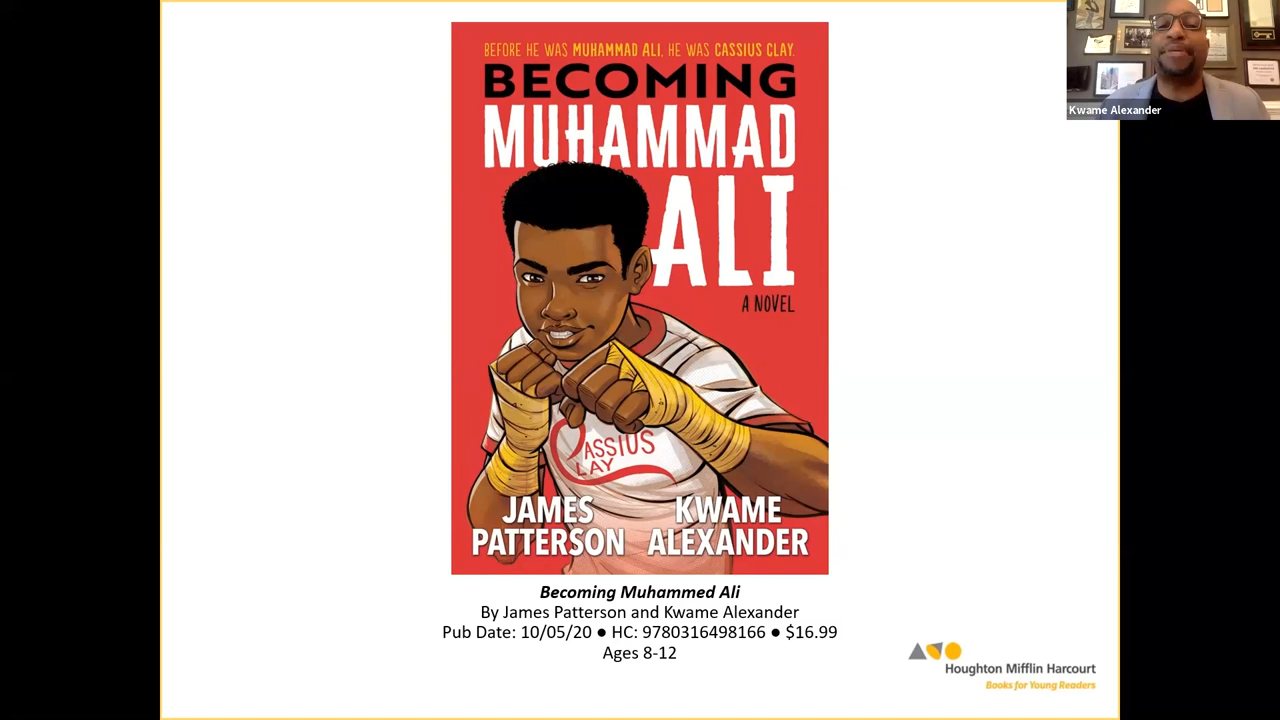 BEFORE HE WAS MUHAMMAD ALI, HE WAS CASSIUS CLAY.
BECOMING
MUHAMMAD
ALI
A NOVEL
CASSIUS
CLAY
JAMES
PATTERSON
KWAME
ALEXANDER
Becoming Muhammed Ali
By James Patterson and Kwame Alexander
Pub Date: 10/05/20 ● HC: 9780316498166 ● $16.99
Ages 8-12
Houghton Mifflin Harcourt
Books for Young Readers
Kwame Alexander